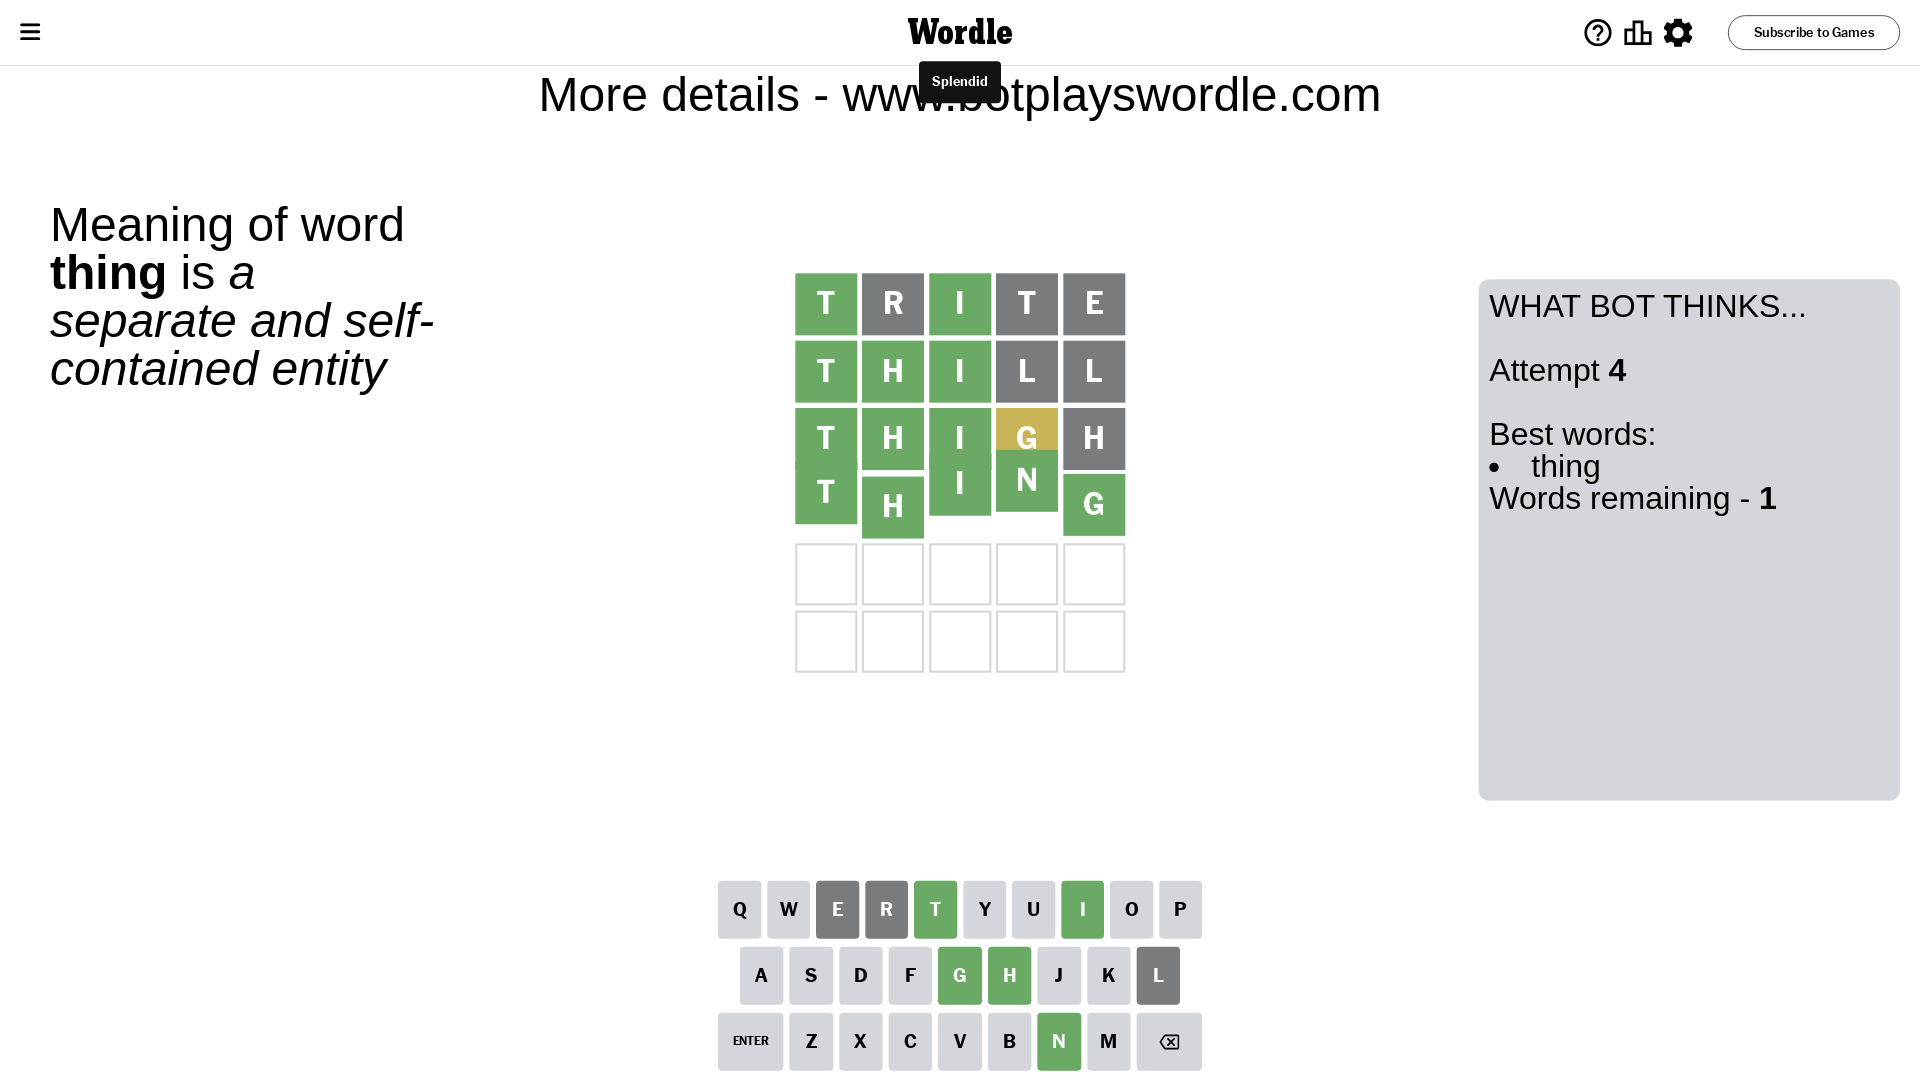 Wordle
Subscribe to Games
Splendid
More details - www.botplayswordle.com
Meaning of word
thing is a
separate and self-
contained entity
T R I T E
T H I L L
T H I G H
T H I N G
WHAT BOT THINKS...
Attempt 4
Best words:
• thing
Words remaining - 1
Q W E R T Y U I O P
A S D F G H J K L
ENTER Z X C V B N M